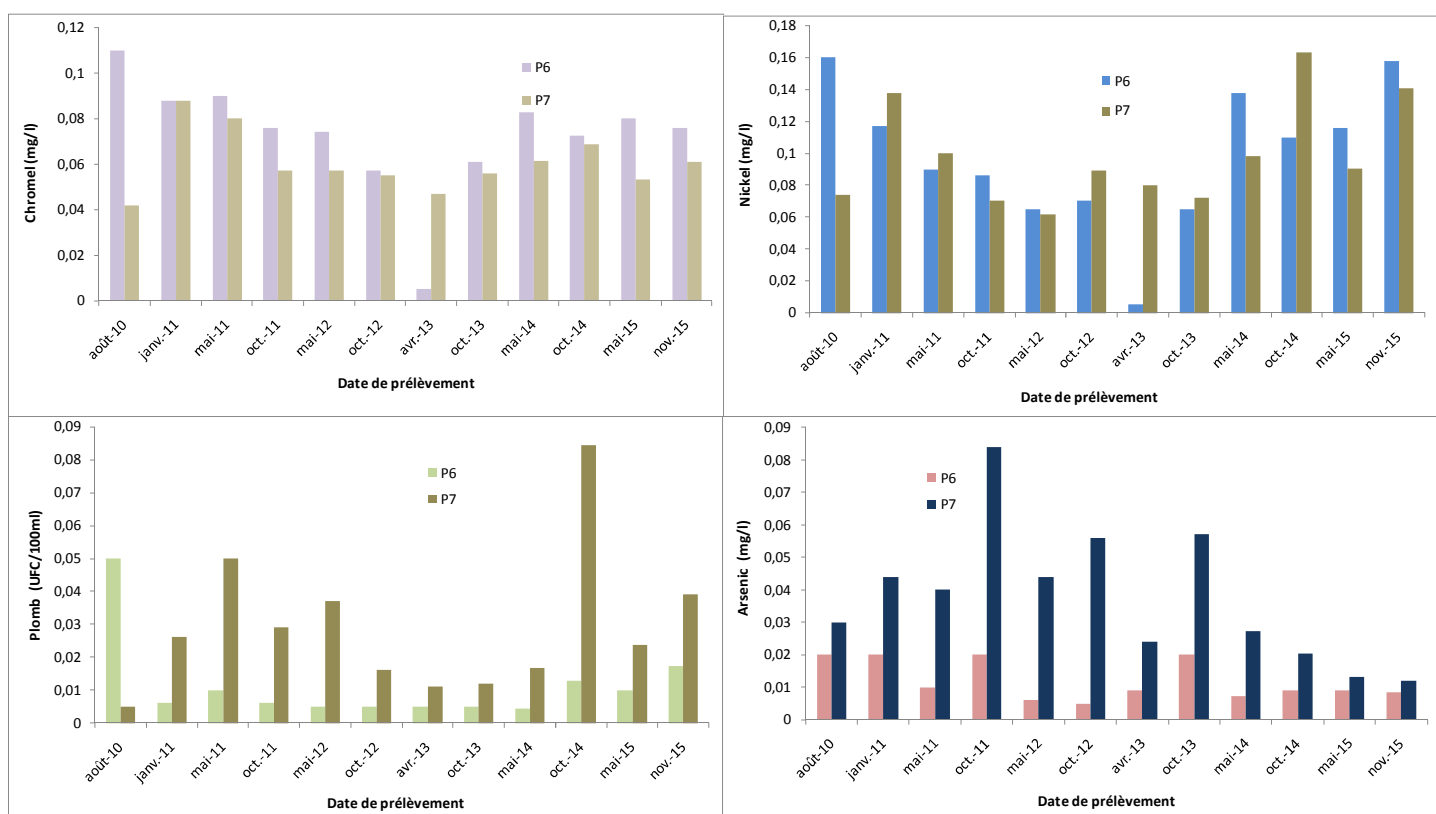 Chromel (mg/l)
0,12
0,1
0,08
0,06
0,04
0,02
0
P6
P7
août-10
janv.-11
mai-11
oct.-11
mai-12
oct.-12
avr.-13
oct.-13
mai-14
oct.-14
mai-15
nov.-15
Date de prélèvement
Nickel (mg/l)
0,18
0,16
0,14
0,12
0,1
0,08
0,06
0,04
0,02
0
P6
P7
août-10
janv.-11
mai-11
oct.-11
mai-12
oct.-12
avr.-13
oct.-13
mai-14
oct.-14
mai-15
nov.-15
Date de prélèvement
Plomb (UFC/100ml)
0,09
0,08
0,07
0,06
0,05
0,04
0,03
0,02
0,01
0
P6
P7
août-10
janv.-11
mai-11
oct.-11
mai-12
oct.-12
avr.-13
oct.-13
mai-14
oct.-14
mai-15
nov.-15
Date de prélèvement
Arsenic (mg/l)
0,09
0,08
0,07
0,06
0,05
0,04
0,03
0,02
0,01
0
P6
P7
août-10
janv.-11
mai-11
oct.-11
mai-12
oct.-12
avr.-13
oct.-13
mai-14
oct.-14
mai-15
nov.-15
Date de prélèvement